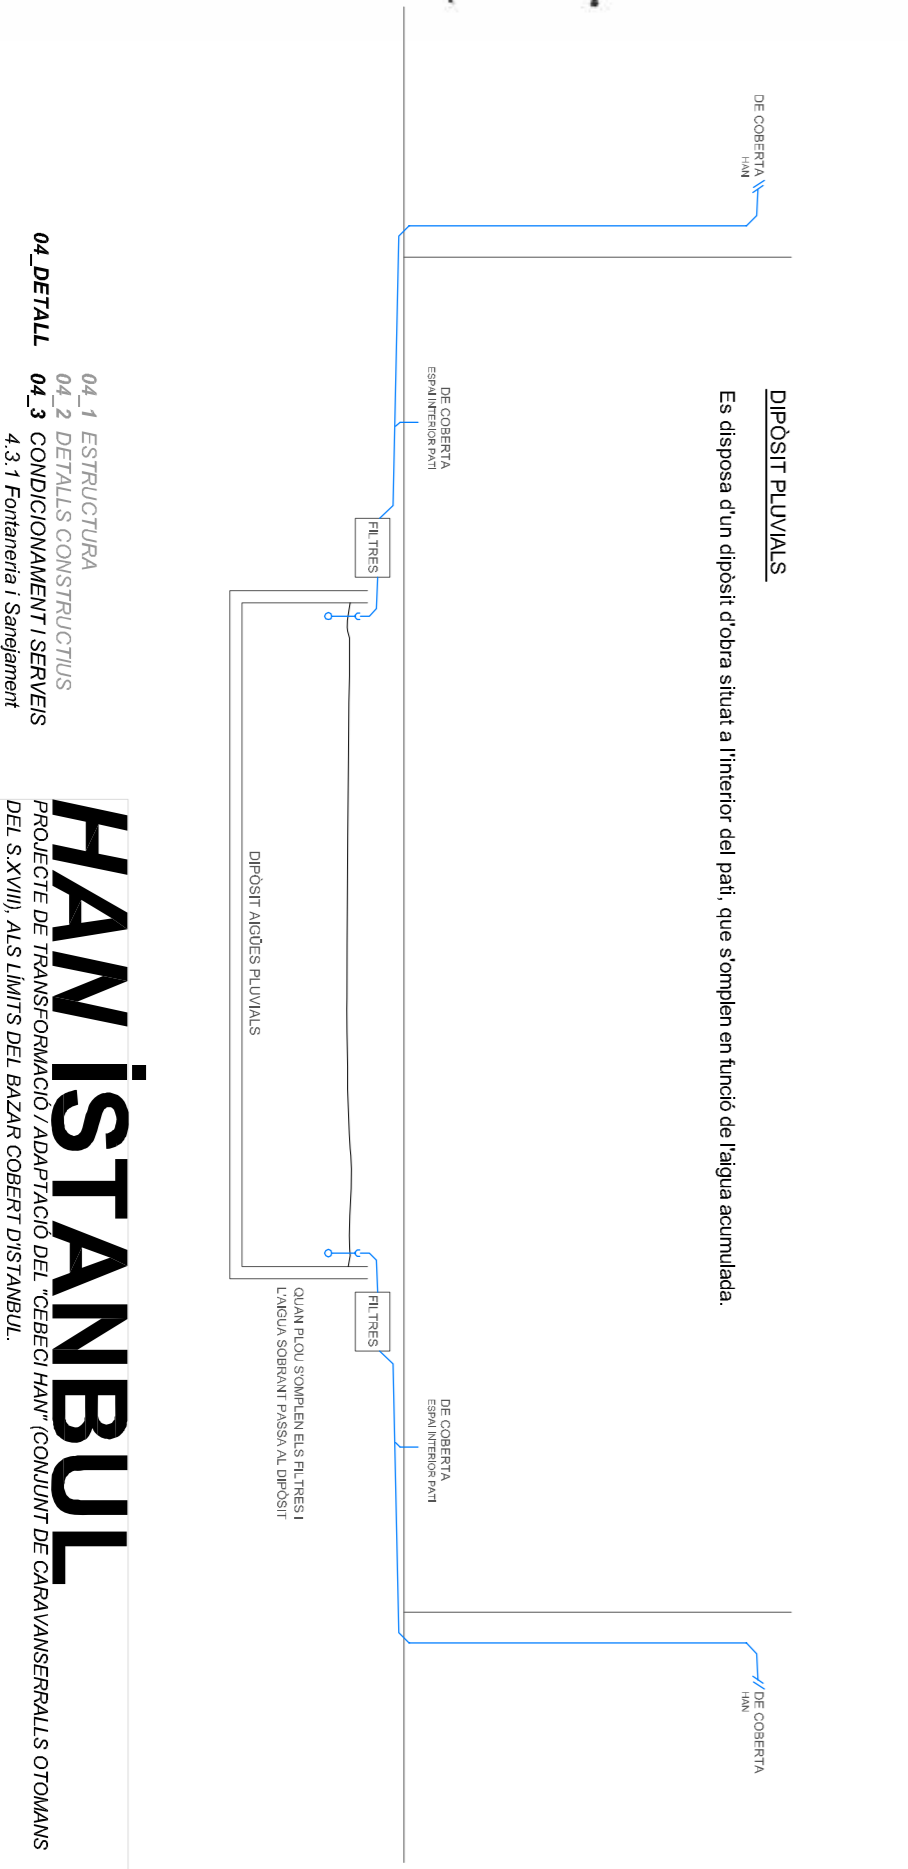 DIPÒSIT PLUVIALS
Es disposa d'un dipòsit d'obra situat a l'interior del pati, que s'omplen en funció de l'aigua acumulada.
DE COBERTA
HAN
DE COBERTA
HAN
DE COBERTA
ESPAI INTERIOR PATI
DE COBERTA
ESPAI INTERIOR PATI
FILTRES
FILTRES
QUAN PLOU S'OMPLEN ELS FILTRES I
L'AIGUA SOBRANT PASSA AL DIPÒSIT
DIPÒSIT AIGÜES PLUVIALS
04_DETALL
04_1 ESTRUCTURA
04_2 DETALLS CONSTRUCTIUS
04_3 CONDICIONAMENT I SERVEIS
4.3.1 Fontaneria i Sanejament
HAN iSTANBUL
PROJECTE DE TRANSFORMACIÓ / ADAPTACIÓ DEL "CEBECI HAN" (CONJUNT DE CARAVANSERRALLS OTOMANS
DEL S.XVIII), ALS LÍMITS DEL BAZAR COBERT D'ISTANBUL.